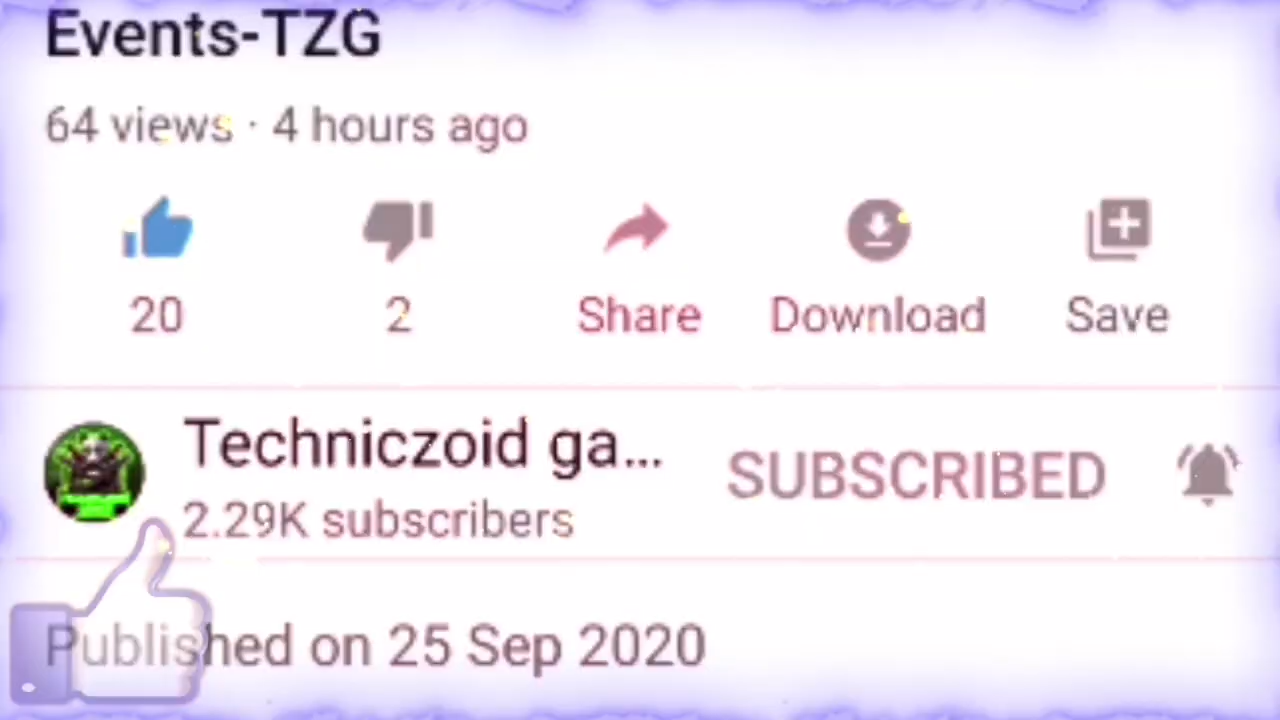 Events-TZG
64 views · 4 hours ago
20 2 Share Download Save
Techniczoid ga... SUBSCRIBED
2.29K subscribers
Published on 25 Sep 2020